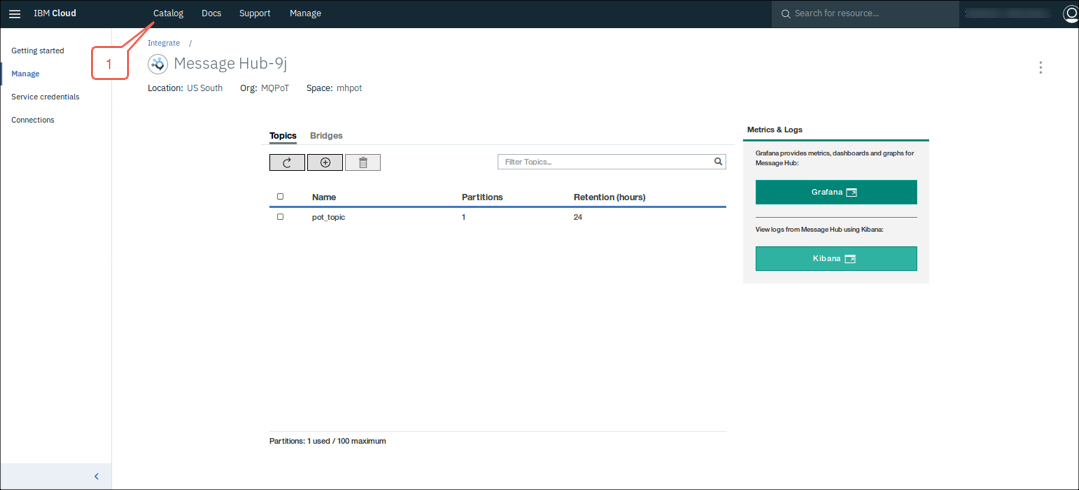 IBM Cloud Catalog Docs Support Manage Search for resource...
1
Getting started
Manage
Service credentials
Connections
Integrate /
Message Hub-9j
Location: US South Org: MQPoT Space: mhpot
Topics Bridges
Filter Topics...
Name Partitions Retention (hours)
pot_topic 1 24
Partitions: 1 used / 100 maximum
Metrics & Logs
Grafana provides metrics, dashboards and graphs for
Message Hub:
Grafana
View logs from Message Hub using Kibana:
Kibana